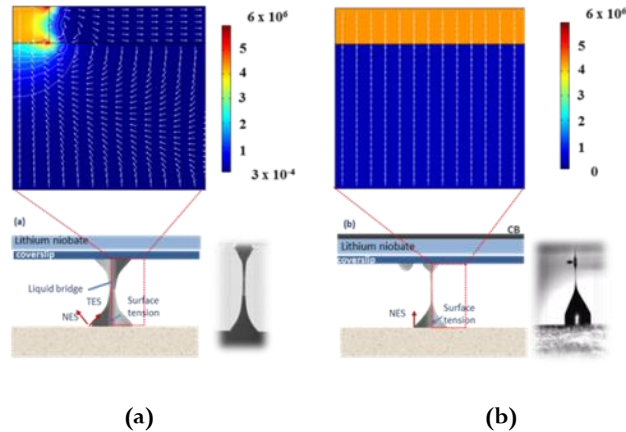 6 x 10⁶
5
4
3
2
1
3 x 10⁻⁴
6 x 10⁶
5
4
3
2
1
0
(a)
Lithium niobate
coverslip
Liquid bridge
TES
NES
Surface
tension
(b)
CB
Lithium niobate
coverslip
NES
Surface
tension
(a)
(b)